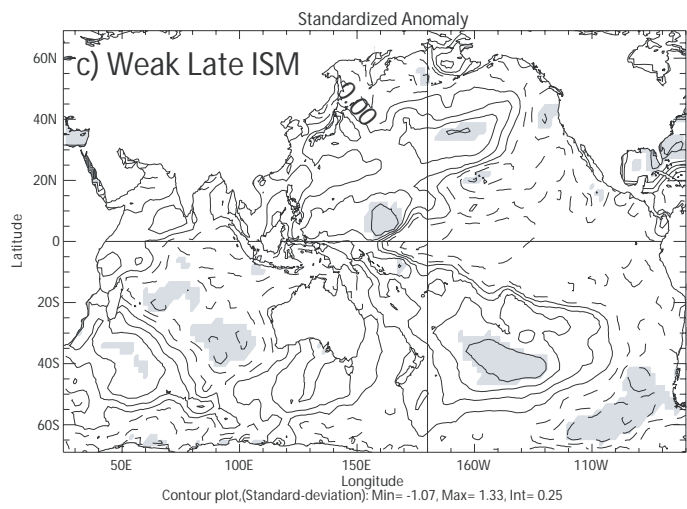 Standardized Anomaly
c) Weak Late ISM
0.00
60N
40N
20N
0
20S
40S
60S
Latitude
50E 100E 150E 160W 110W
Longitude
Contour plot,(Standard-deviation): Min= -1.07, Max= 1.33, Int= 0.25